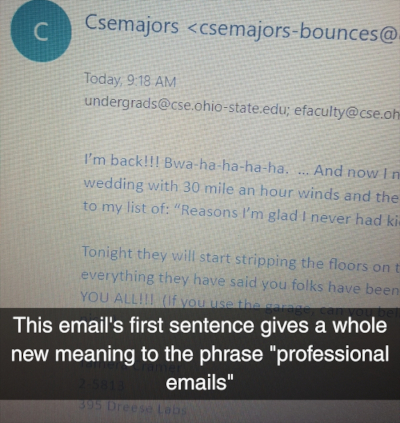 C
Csemajors <csemajors-bounces@
Today, 9:18 AM
undergrads@cse.ohio-state.edu; efaculty@cse.oh
I'm back!!! Bwa-ha-ha-ha-ha. ... And now I n
wedding with 30 mile an hour winds and the
to my list of: "Reasons I'm glad I never had ki
Tonight they will start stripping the floors on t
everything they have said you folks have been
YOU ALL!!! (If you use the garage, can you
This email's first sentence gives a whole
new meaning to the phrase "professional
emails"
395 Dreese Labs